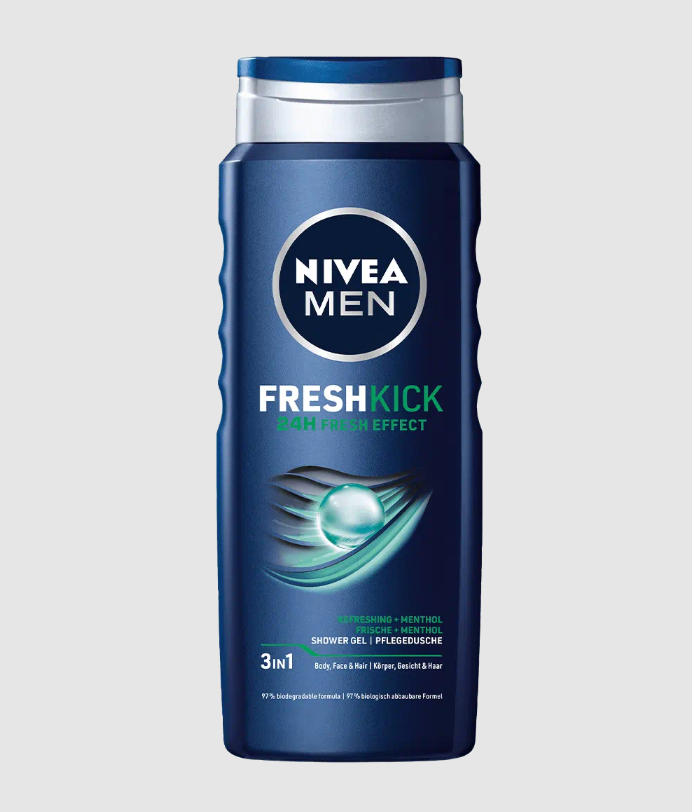 NIVEA
MEN
FRESHKICK
24H FRESH EFFECT
REFRESHING + MENTHOL
FRISCHE + MENTHOL
SHOWER GEL | PFLEGEDUSCHE
3IN1
Body, Face & Hair | Körper, Gesicht & Haar
97% biodegradable formula | 97% biologisch abbaubare Formel